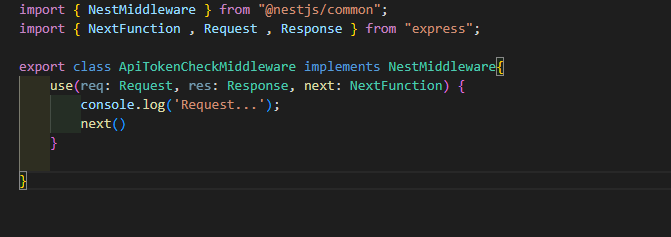 import { NestMiddleware } from "@nestjs/common";
import { NextFunction , Request , Response } from "express";
export class ApiTokenCheckMiddleware implements NestMiddleware{
use(req: Request, res: Response, next: NextFunction) {
console.log('Request...');
next()
}
}